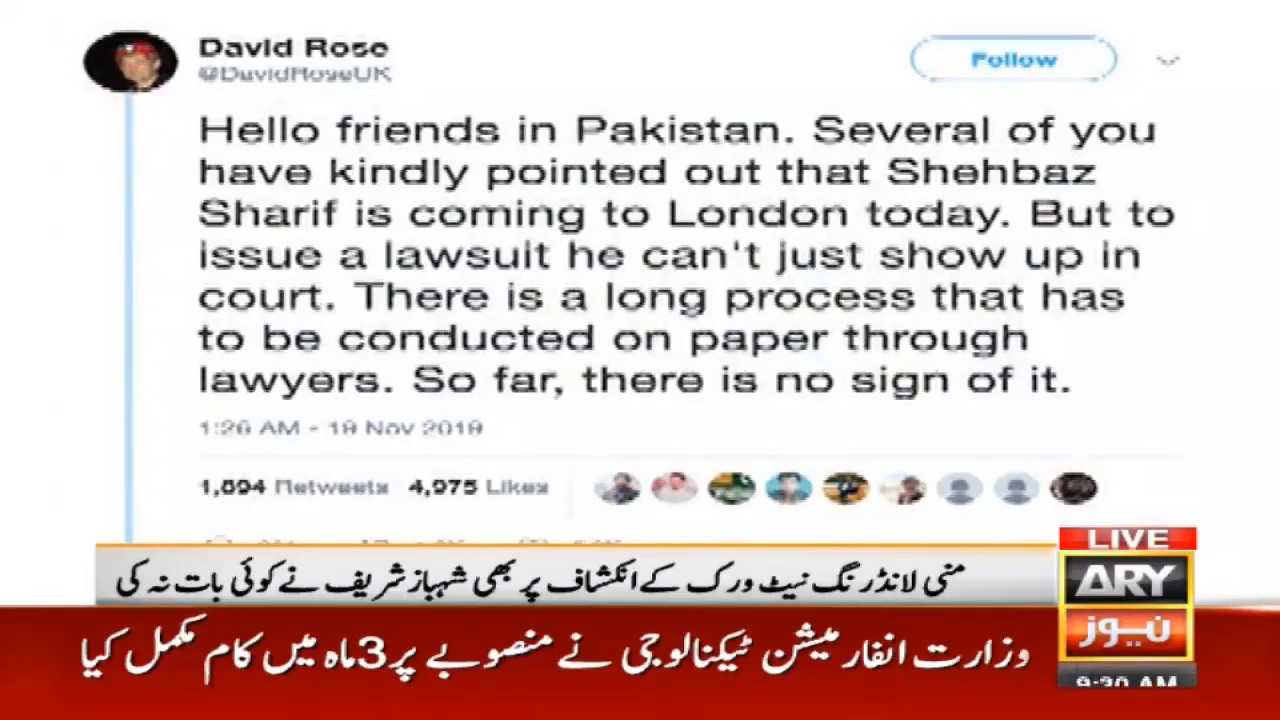 David Rose
@DavidRoseUK
Follow
Hello friends in Pakistan. Several of you
have kindly pointed out that Shehbaz
Sharif is coming to London today. But to
issue a lawsuit he can't just show up in
court. There is a long process that has
to be conducted on paper through
lawyers. So far, there is no sign of it.
1:26 AM - 19 Nov 2019
1,894 Retweets 4,975 Likes
LIVE
ARY
نیوز
9:30 AM
منی لانڈرنگ نیٹ ورک کے انکشاف پر بھی شہباز شریف نے کوئی بات نہ کی
وزارت انفارمیشن ٹیکنالوجی نے منصوبے پر 3 ماہ میں کام مکمل کیا